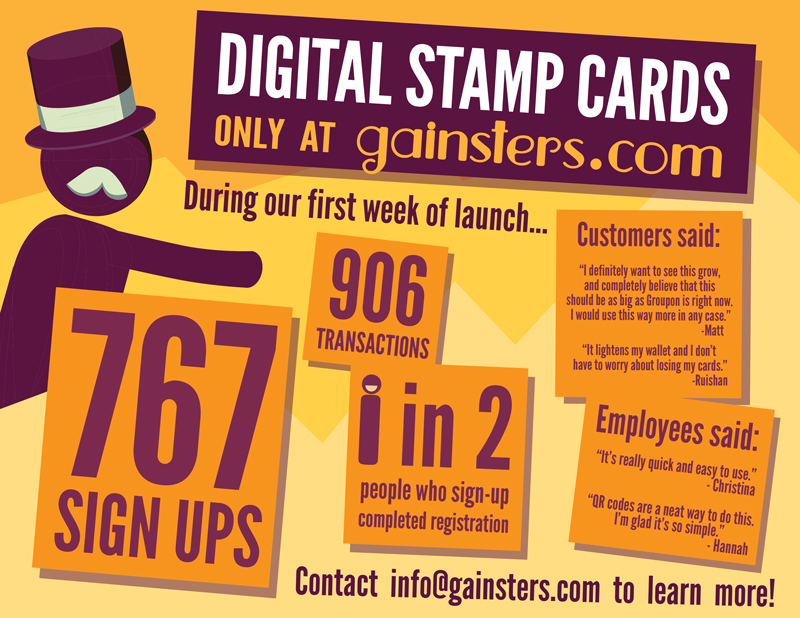 DIGITAL STAMP CARDS
ONLY AT gainsters.com
During our first week of launch...
906
TRANSACTIONS
767
SIGN UPS
1 in 2
people who sign-up
completed registration
Customers said:
“I definitely want to see this grow,
and completely believe that this
should be as big as Groupon is right now.
I would use this way more in any case.”
-Matt
“It lightens my wallet and I don’t
have to worry about losing my cards.”
-Ruishan
Employees said:
“It’s really quick and easy to use.”
- Christina
“QR codes are a neat way to do this.
I’m glad it’s so simple.”
- Hannah
Contact info@gainsters.com to learn more!